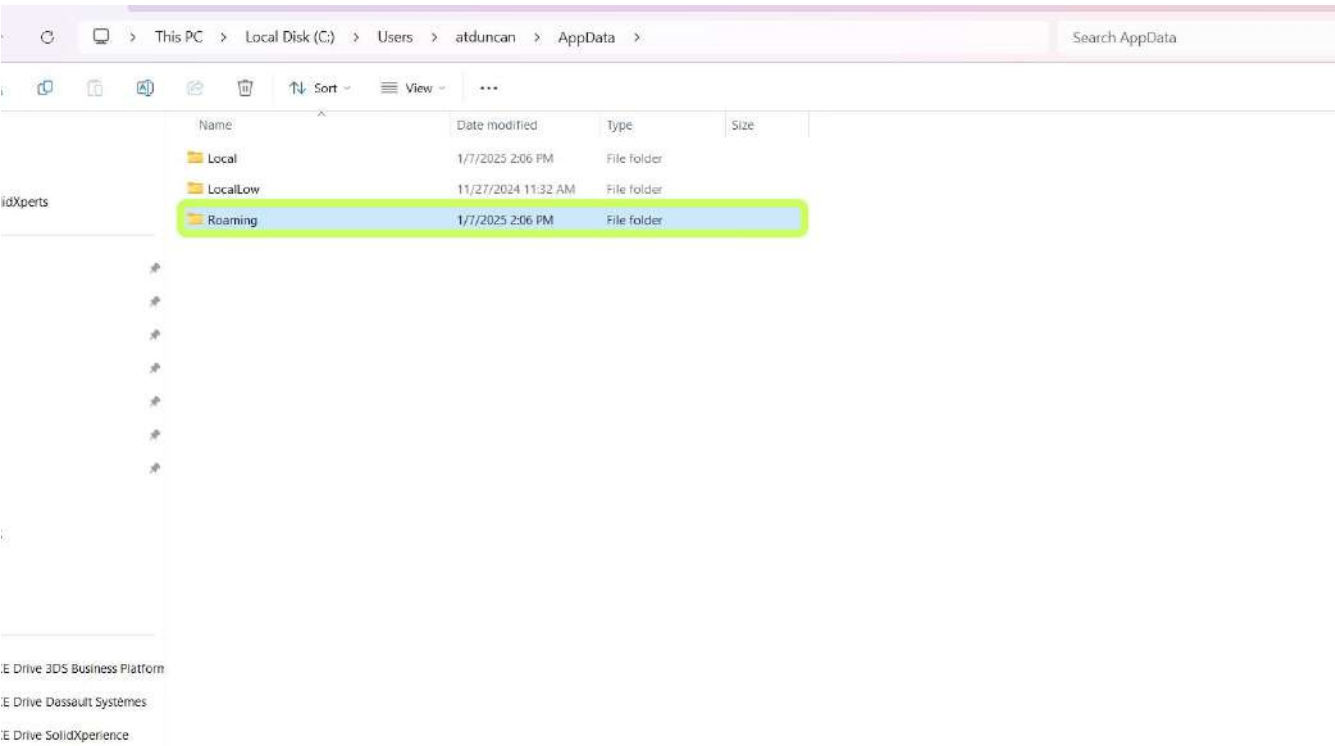 This PC > Local Disk (C:) > Users > atduncan > AppData > Search AppData
Sort View ...
Name Date modified Type Size
Local 1/7/2025 2:06 PM File folder
LocalLow 11/27/2024 11:32 AM File folder
idXperts
Roaming 1/7/2025 2:06 PM File folder
E Drive 3DS Business Platform
E Drive Dassault Systèmes
E Drive SolidXperience